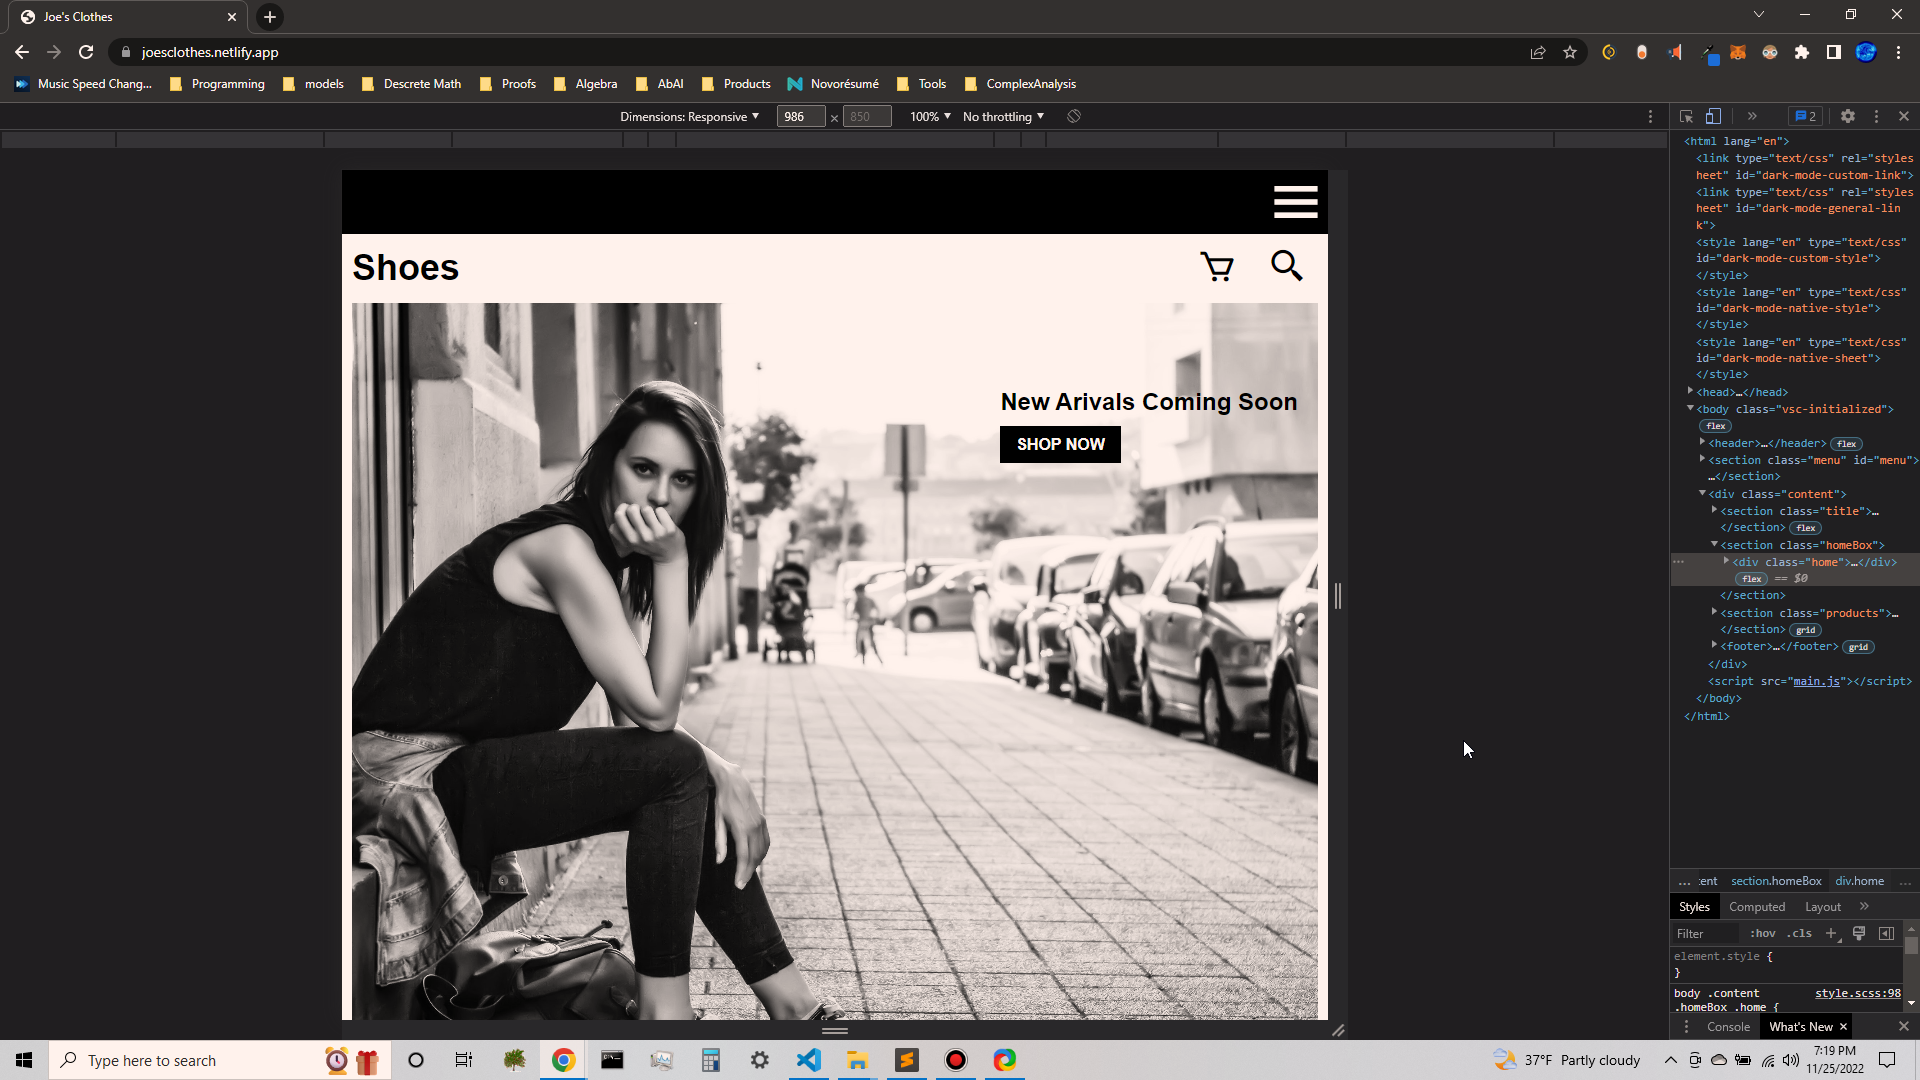 Joe's Clothes
joesclothes.netlify.app
Music Speed Chang... Programming models Descrete Math Proofs Algebra AbAl Products Novorésumé Tools ComplexAnalysis
Dimensions: Responsive 986 × 850 100% No throttling 2
Shoes
New Arivals Coming Soon
SHOP NOW
<html lang="en">
<link type="text/css" rel="styles
heet" id="dark-mode-custom-link">
<link type="text/css" rel="styles
heet" id="dark-mode-general-lin
k">
<style lang="en" type="text/css"
id="dark-mode-custom-style">
</style>
<style lang="en" type="text/css"
id="dark-mode-native-style">
</style>
<style lang="en" type="text/css"
id="dark-mode-native-sheet">
</style>
<head>…</head>
<body class="vsc-initialized">
flex
<header>…</header> flex
<section class="menu" id="menu">
…</section>
<div class="content">
<section class="title">…
</section> flex
<section class="homeBox">
... <div class="home">…</div>
flex == $0
</section>
<section class="products">…
</section> grid
<footer>…</footer> grid
</div>
<script src="main.js"></script>
</body>
</html>
... :ent section.homeBox div.home ...
Styles Computed Layout
Filter :hov .cls
element.style {
}
body .content style.scss:98
.homeBox .home {
Console What's New
Type here to search
37°F Partly cloudy
7:19 PM
11/25/2022